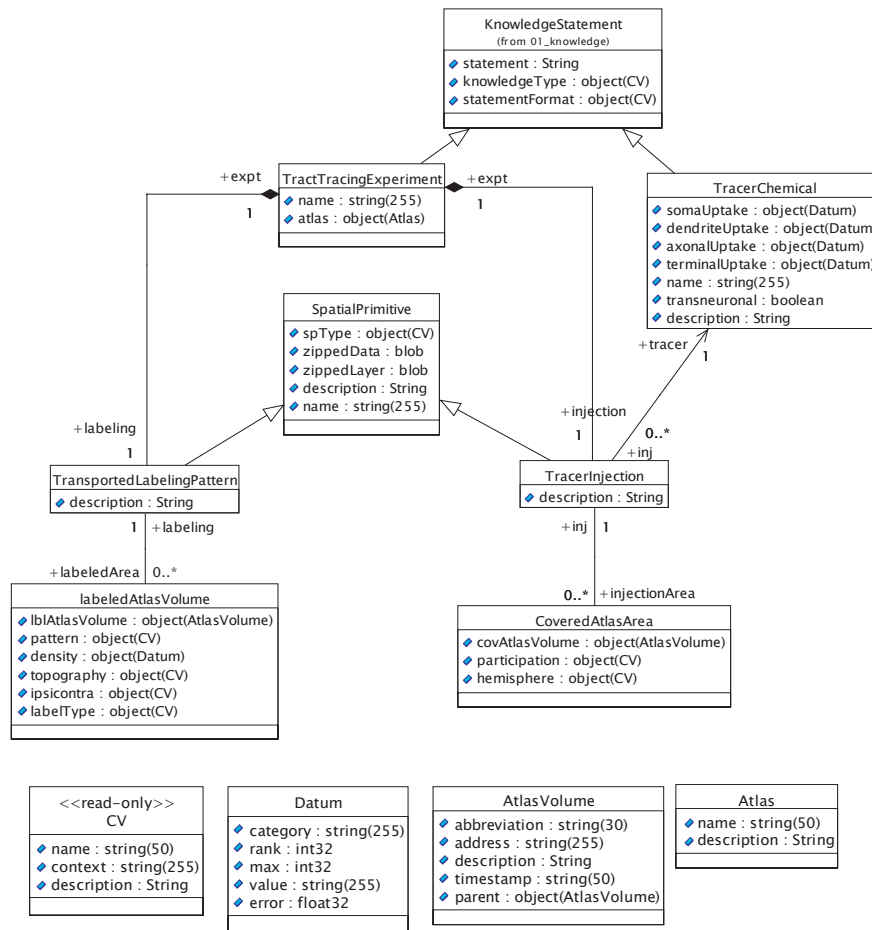 KnowledgeStatement
(from 01_knowledge)
statement : String
knowledgeType : object(CV)
statementFormat : object(CV)
+expt
1
TractTracingExperiment
name : string(255)
atlas : object(Atlas)
+expt
1
TracerChemical
somaUptake : object(Datum)
dendriteUptake : object(Datum
axonalUptake : object(Datum)
terminalUptake : object(Datum)
name : string(255)
transneuronal : boolean
description : String
SpatialPrimitive
spType : object(CV)
zippedData : blob
zippedLayer : blob
description : String
name : string(255)
+tracer
1
+labeling
1
+injection
1
0..*
+inj
TransportedLabelingPattern
description : String
TracerInjection
description : String
1
+labeling
+labeledArea
0..*
+inj
1
0..*
+injectionArea
labeledAtlasVolume
lblAtlasVolume : object(AtlasVolume)
pattern : object(CV)
density : object(Datum)
topography : object(CV)
ipsicontra : object(CV)
labelType : object(CV)
CoveredAtlasArea
covAtlasVolume : object(AtlasVolume)
participation : object(CV)
hemisphere : object(CV)
<<read-only>>
CV
name : string(50)
context : string(255)
description : String
Datum
category : string(255)
rank : int32
max : int32
value : string(255)
error : float32
AtlasVolume
abbreviation : string(30)
address : string(255)
description : String
timestamp : string(50)
parent : object(AtlasVolume)
Atlas
name : string(50)
description : String